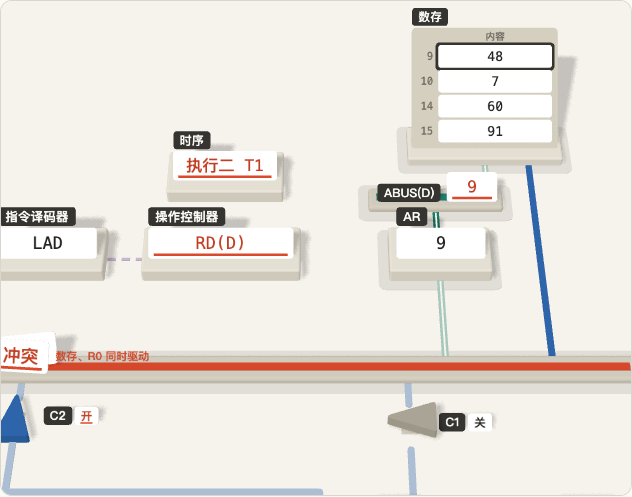 数存
内容
9 48
10 7
14 60
15 91
时序
执行二 T1
ABUS(D) 9
指令译码器
LAD
操作控制器
RD(D)
AR
9
冲突
数存、R0 同时驱动
C2 开
C1 关